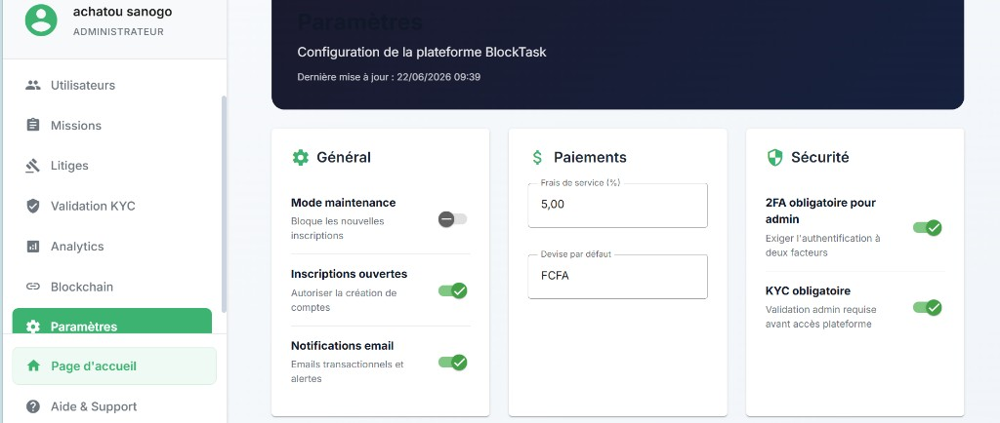 achatou sanogo
ADMINISTRATEUR
Utilisateurs
Missions
Litiges
Validation KYC
Analytics
Blockchain
Paramètres
Page d'accueil
Aide & Support
Paramètres
Configuration de la plateforme BlockTask
Dernière mise à jour : 22/06/2026 09:39
Général
Mode maintenance
Bloque les nouvelles
inscriptions
Inscriptions ouvertes
Autoriser la création de
comptes
Notifications email
Emails transactionnels et
alertes
$ Paiements
Frais de service (%)
5,00
Devise par défaut
FCFA
Sécurité
2FA obligatoire pour
admin
Exiger l'authentification à
deux facteurs
KYC obligatoire
Validation admin requise
avant accès plateforme